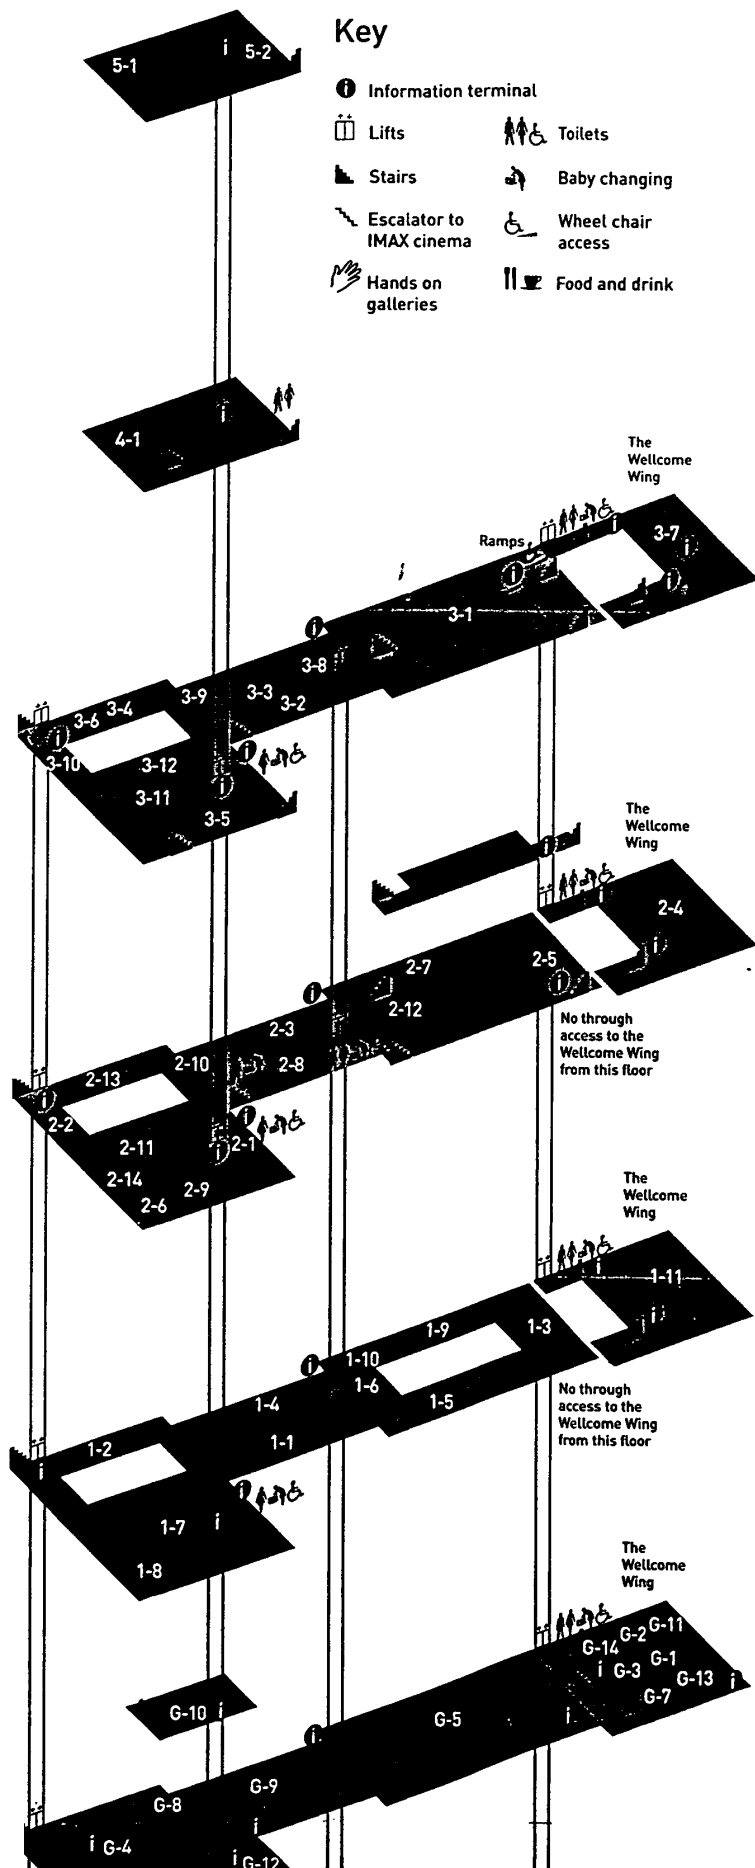 Key
5-1
i 5-2
i Information terminal
Lifts
Toilets
Stairs
Baby changing
Escalator to
IMAX cinema
Wheel chair
access
Hands on
galleries
Food and drink
4-1
i
The
Wellcome
Wing
Ramps
i
i
3-7
i
i
3-1
i
3-8
3-9
3-3
3-2
3-4
3-6
i
3-10
3-12
i
3-11
i
3-5
The
Wellcome
Wing
i
i
2-4
i
2-5
i
2-7
i
2-12
2-3
2-10
2-8
2-13
i
2-2
i
2-11
2-1
i
2-14
2-9
2-6
No through
access to the
Wellcome Wing
from this floor
The
Wellcome
Wing
i
1-11
i
1-3
1-9
i
1-10
1-6
1-4
1-5
1-1
1-2
i
i
1-7
i
1-8
No through
access to the
Wellcome Wing
from this floor
The
Wellcome
Wing
G-11
G-2
G-14
G-1
i G-3
G-13 i
G-7
G-10 i
G-5
i
i
G-9
G-8
i
i G-4
i G-12